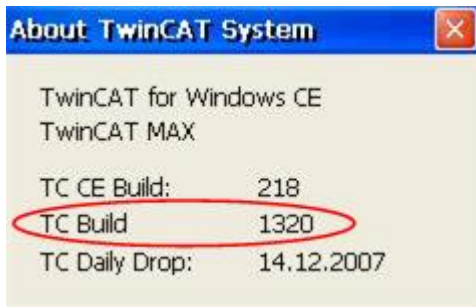 About TwinCAT System
TwinCAT for Windows CE
TwinCAT MAX
TC CE Build: 218
TC Build 1320
TC Daily Drop: 14.12.2007